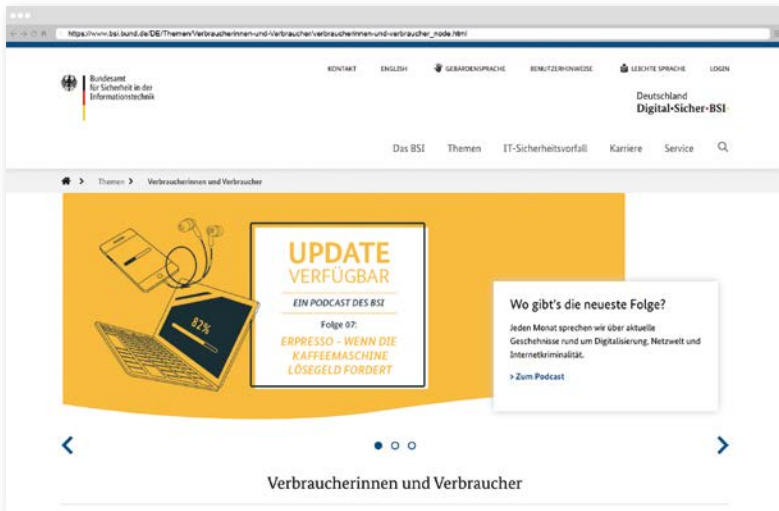 https://www.bsi.bund.de/DE/Themen/Verbraucherinnen-und-Verbraucher/verbraucherinnen-und-verbraucher_node.html
KONTAKT ENGLISH GEBÄRDENSPRACHE BENUTZERHINWEISE LEICHTE SPRACHE LOGIN
Bundesamt
für Sicherheit in der
Informationstechnik
Deutschland
Digital•Sicher•BSI•
Das BSI Themen IT-Sicherheitsvorfall Karriere Service
Themen Verbraucherinnen und Verbraucher
UPDATE
VERFÜGBAR
EIN PODCAST DES BSI
Folge 07:
ERPRESSO – WENN DIE
KAFFEEMASCHINE
LÖSEGELD FORDERT
82%
Wo gibt's die neueste Folge?
Jeden Monat sprechen wir über aktuelle
Geschehnisse rund um Digitalisierung, Netzwelt und
Internetkriminalität.
> Zum Podcast
Verbraucherinnen und Verbraucher